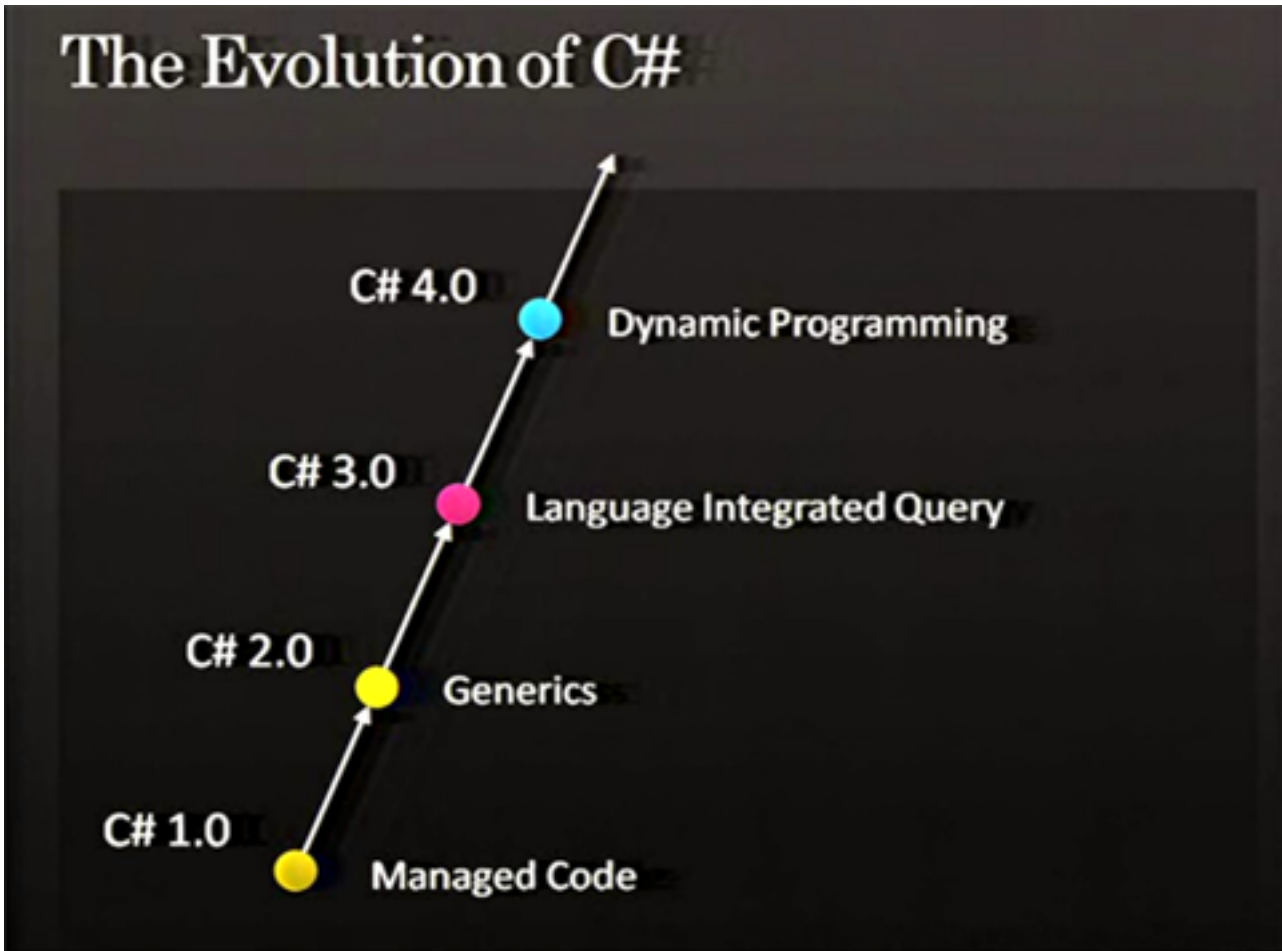 The Evolution of C#
C# 4.0
Dynamic Programming
C# 3.0
Language Integrated Query
C# 2.0
Generics
C# 1.0
Managed Code